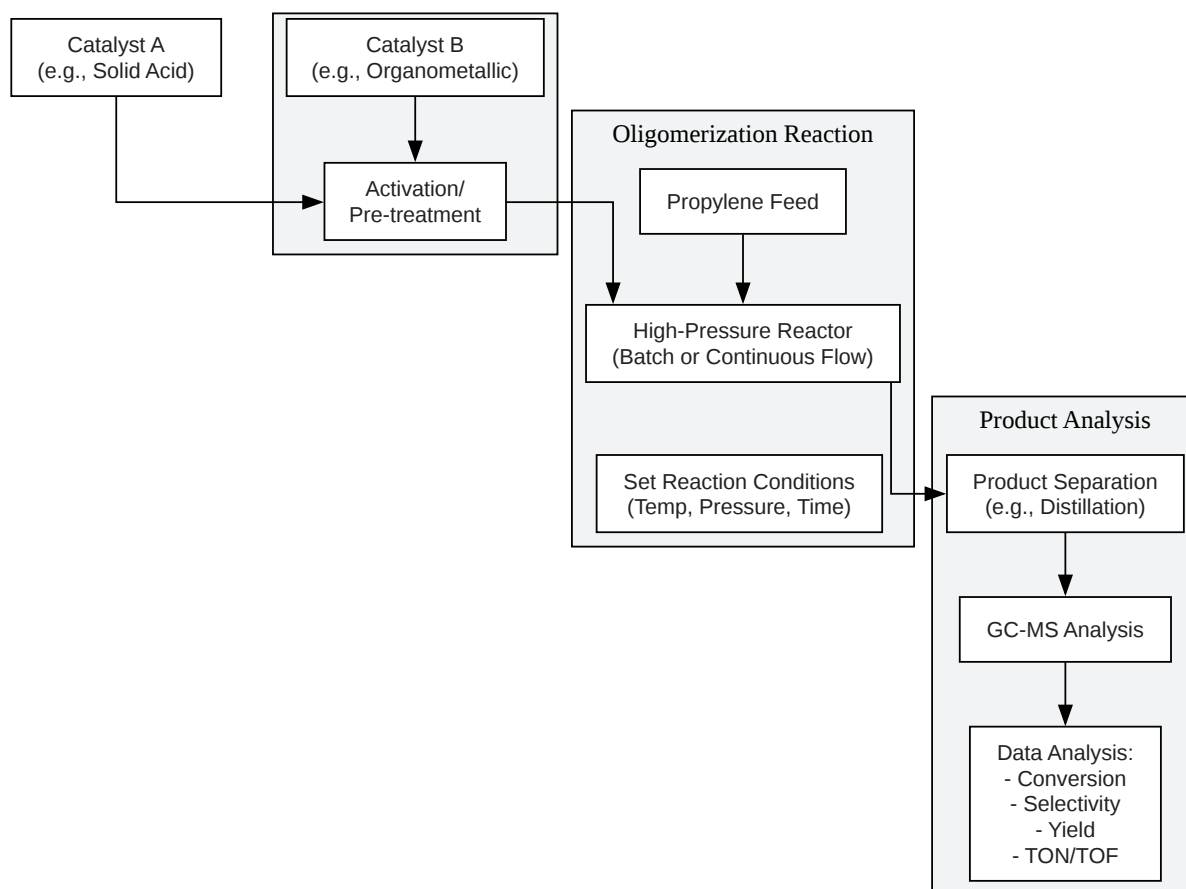 Catalyst A
(e.g., Solid Acid)
Catalyst B
(e.g., Organometallic)
Activation/
Pre-treatment
Oligomerization Reaction
Propylene Feed
High-Pressure Reactor
(Batch or Continuous Flow)
Set Reaction Conditions
(Temp, Pressure, Time)
Product Analysis
Product Separation
(e.g., Distillation)
GC-MS Analysis
Data Analysis:
- Conversion
- Selectivity
- Yield
- TON/TOF